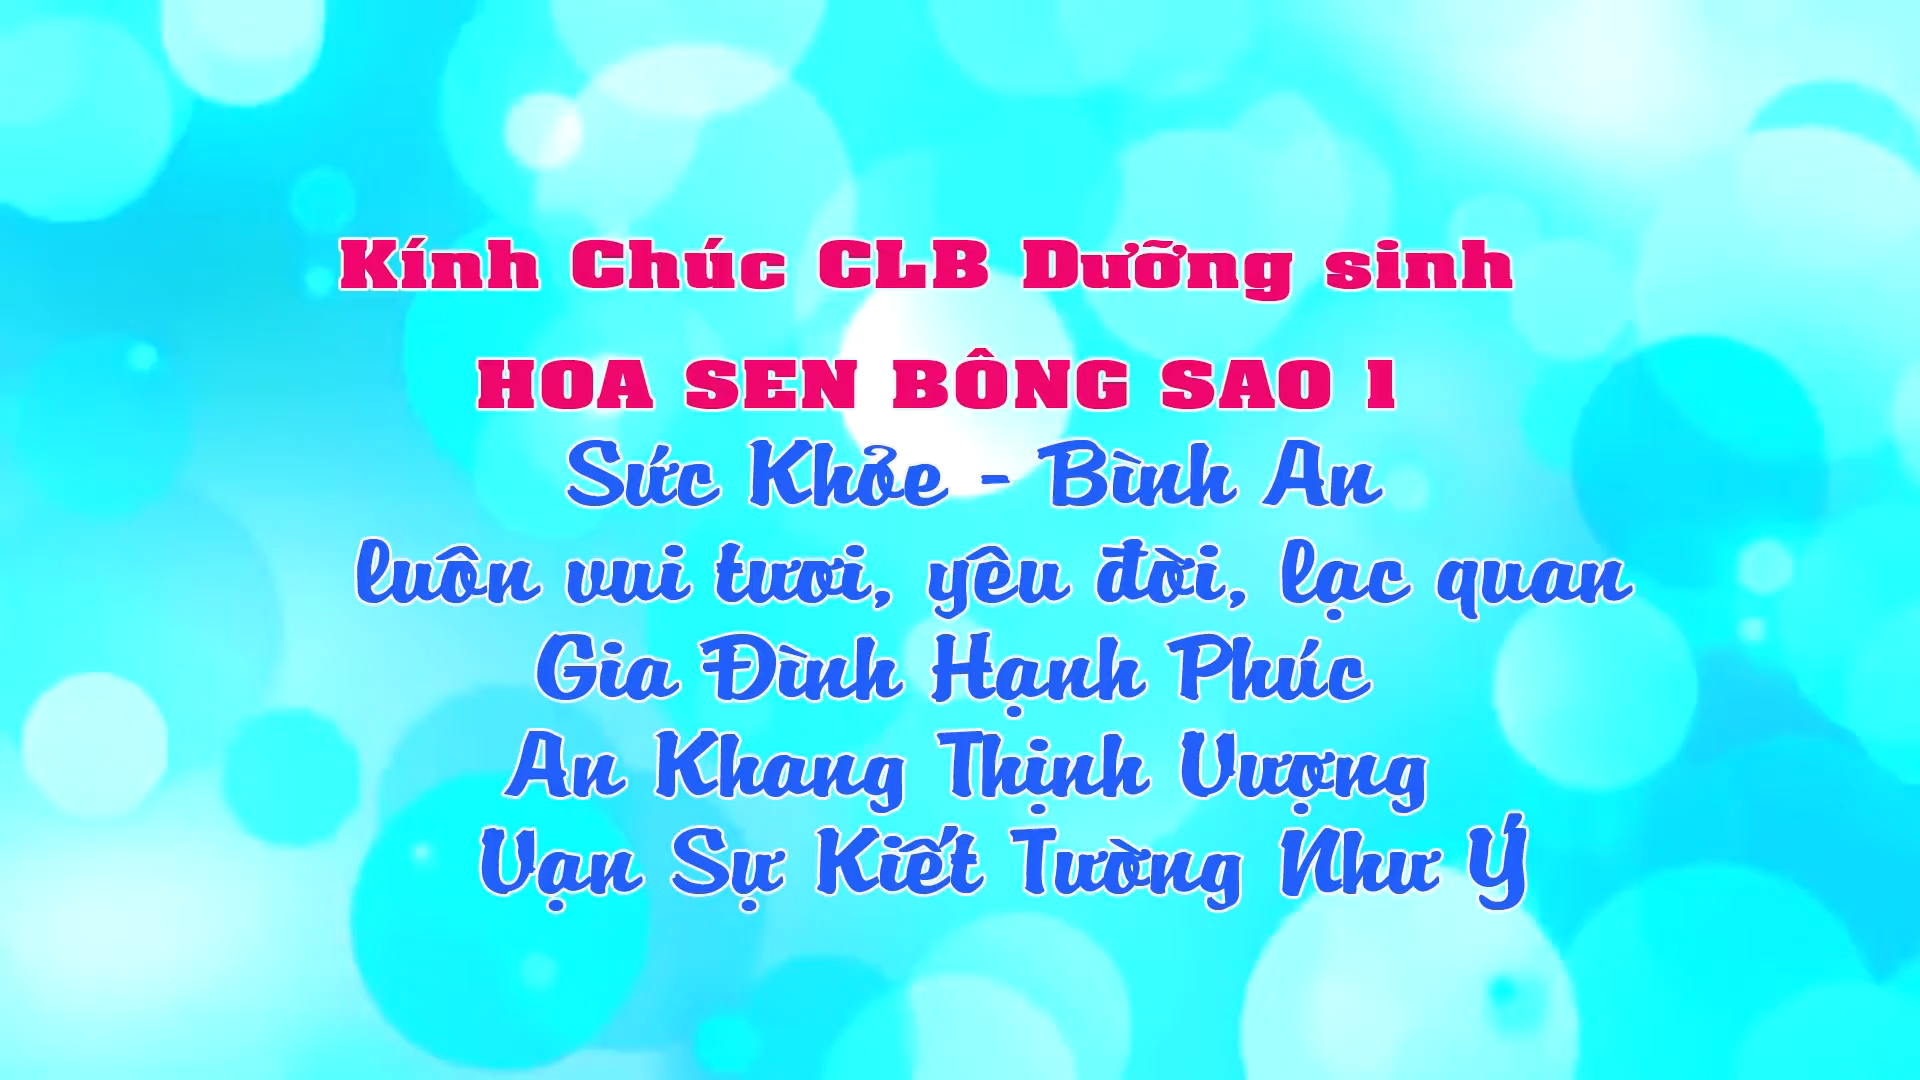 Kính Chúc CLB Dưỡng sinh
HOA SEN BÔNG SAO 1
Sức Khỏe - Bình An
luôn vui tươi, yêu đời, lạc quan
Gia Đình Hạnh Phúc
An Khang Thịnh Vượng
Vạn Sự Kiết Tường Như Ý